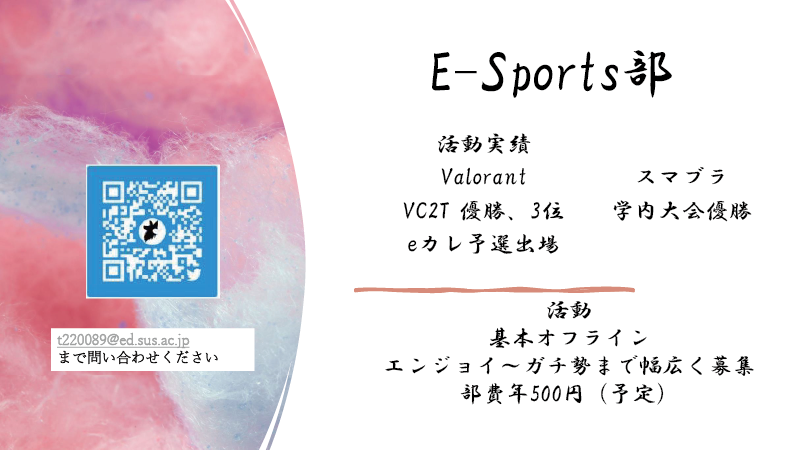 E-Sports部
活動実績
Valorant
VC2T 優勝、3位
eカレ予選出場
スマブラ
学内大会優勝
活動
基本オフライン
エンジョイ～ガチ勢まで幅広く募集
部費年500円（予定）
t220089@ed.sus.ac.jp
まで問い合わせください